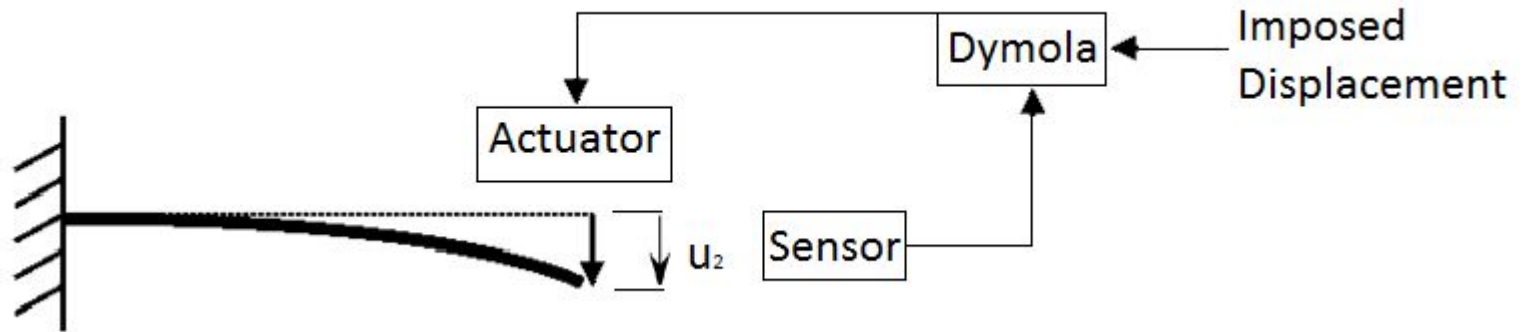 Dymola
Imposed
Displacement
Actuator
u₂
Sensor